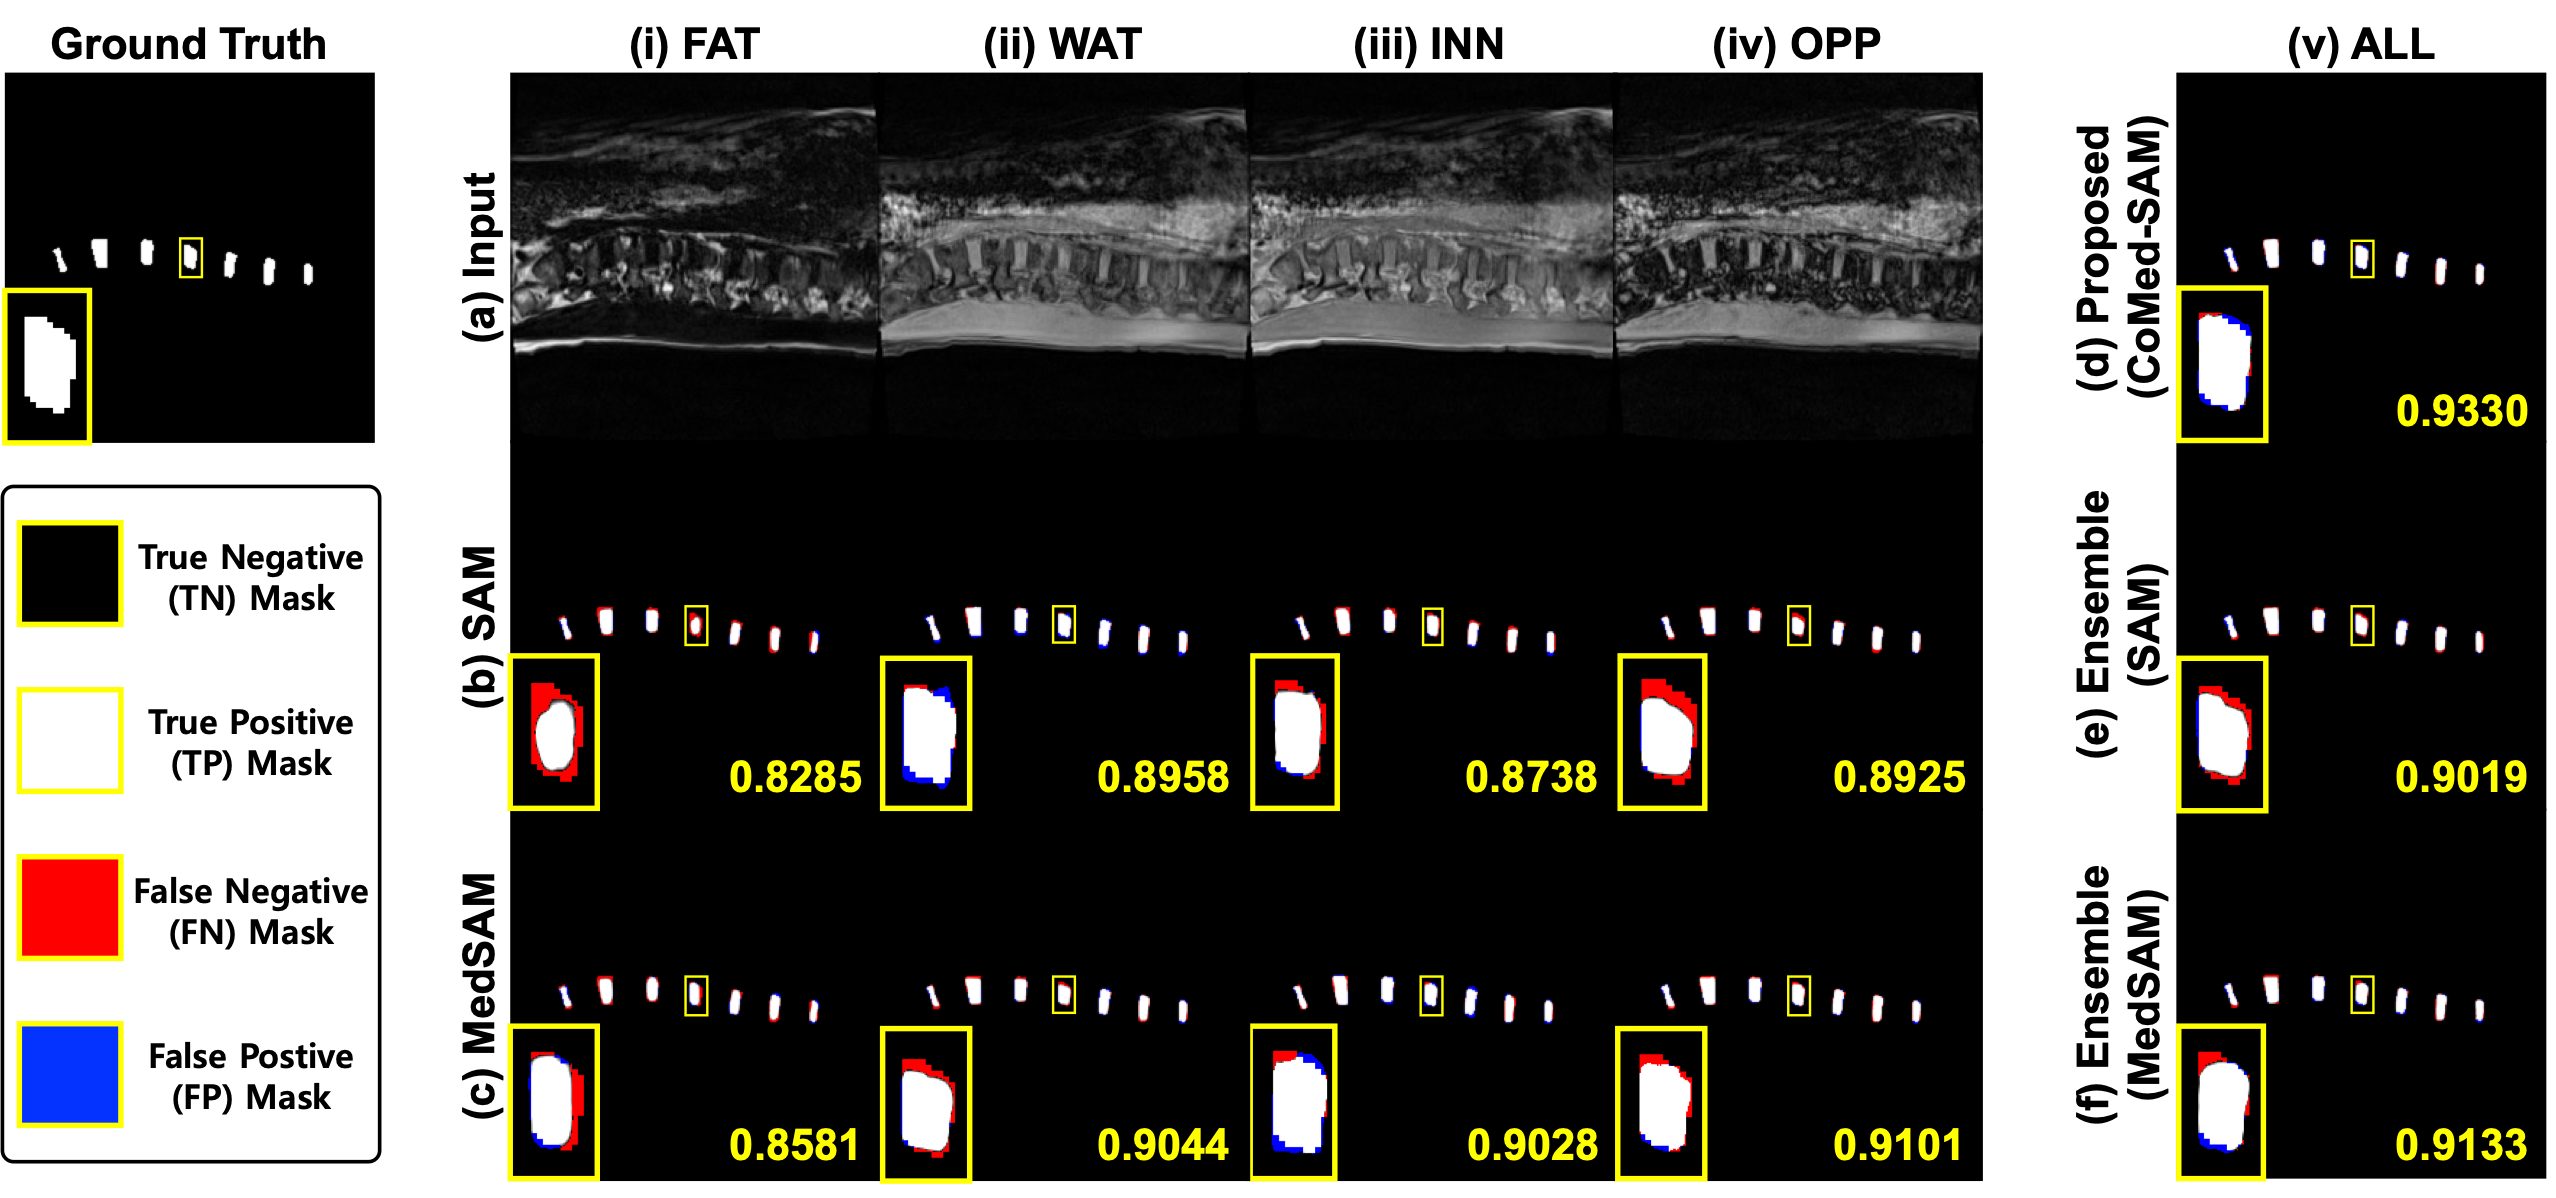 Ground Truth
(i) FAT
(ii) WAT
(iii) INN
(iv) OPP
(v) ALL
(a) Input
(d) Proposed
(CoMed-SAM)
0.9330
True Negative
(TN) Mask
True Positive
(TP) Mask
False Negative
(FN) Mask
False Postive
(FP) Mask
(b) SAM
0.8285
0.8958
0.8738
0.8925
(e) Ensemble
(SAM)
0.9019
(c) MedSAM
0.8581
0.9044
0.9028
0.9101
(f) Ensemble
(MedSAM)
0.9133